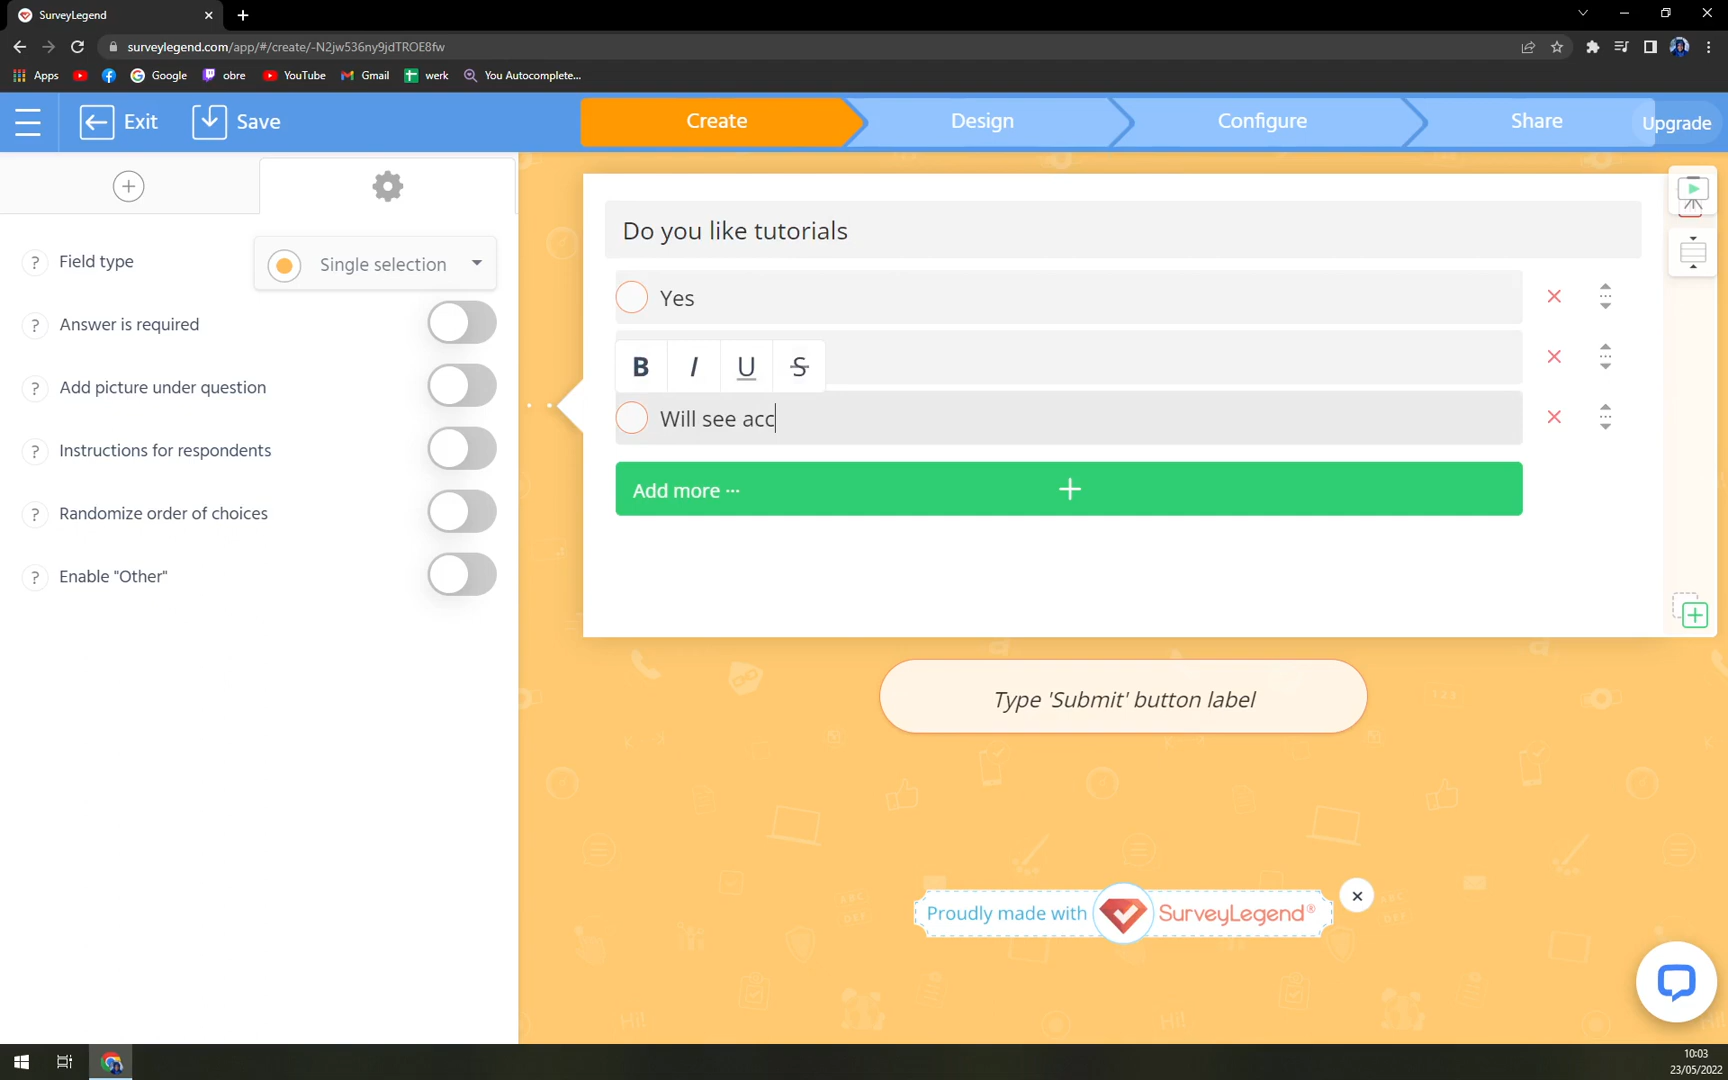 SurveyLegend
surveylegend.com/app/#/create/-N2jw536ny9jdTROE8fw
Apps
Google
obre
YouTube
Gmail
werk
You Autocomplete...
Exit
Save
Create
Design
Configure
Share
Upgrade
? Field type
Single selection
? Answer is required
? Add picture under question
? Instructions for respondents
? Randomize order of choices
? Enable "Other"
Do you like tutorials
Yes
B I U S
Will see acc
Add more ...
Type 'Submit' button label
Proudly made with SurveyLegend®
10:03
23/05/2022